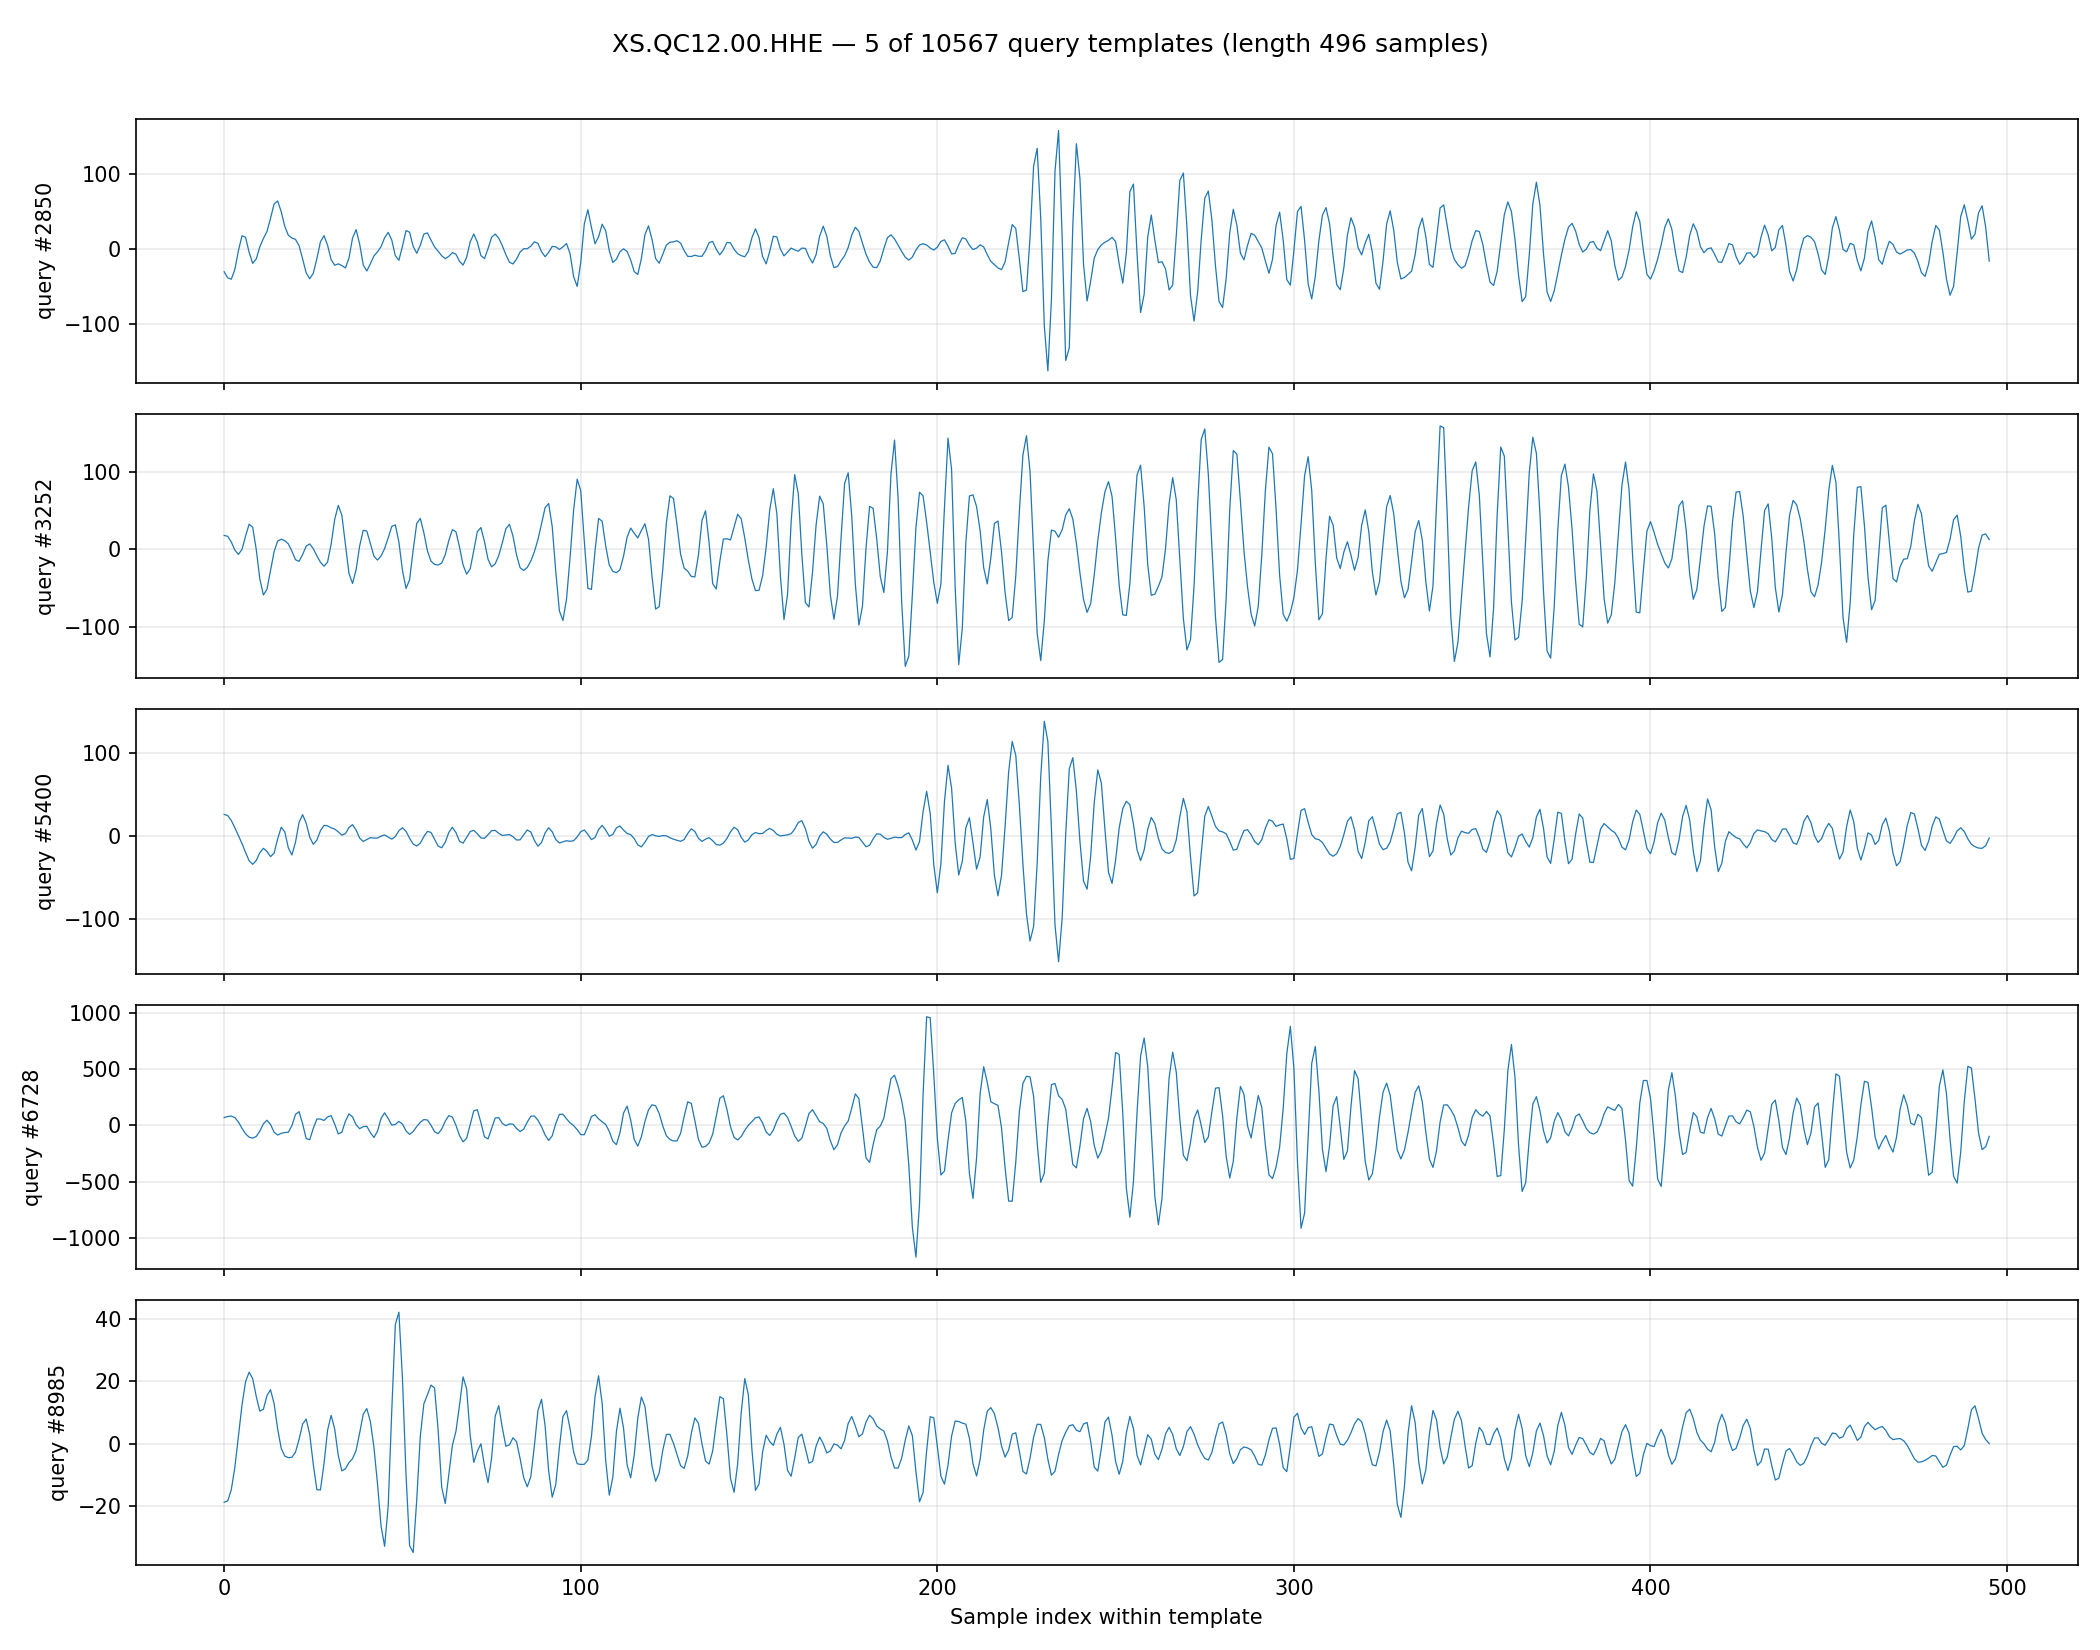 XS.QC12.00.HHE — 5 of 10567 query templates (length 496 samples)
query #2850
100
0
−100
query #3252
100
0
−100
query #5400
100
0
−100
query #6728
1000
500
0
−500
−1000
query #8985
40
20
0
−20
0 100 200 300 400 500
Sample index within template